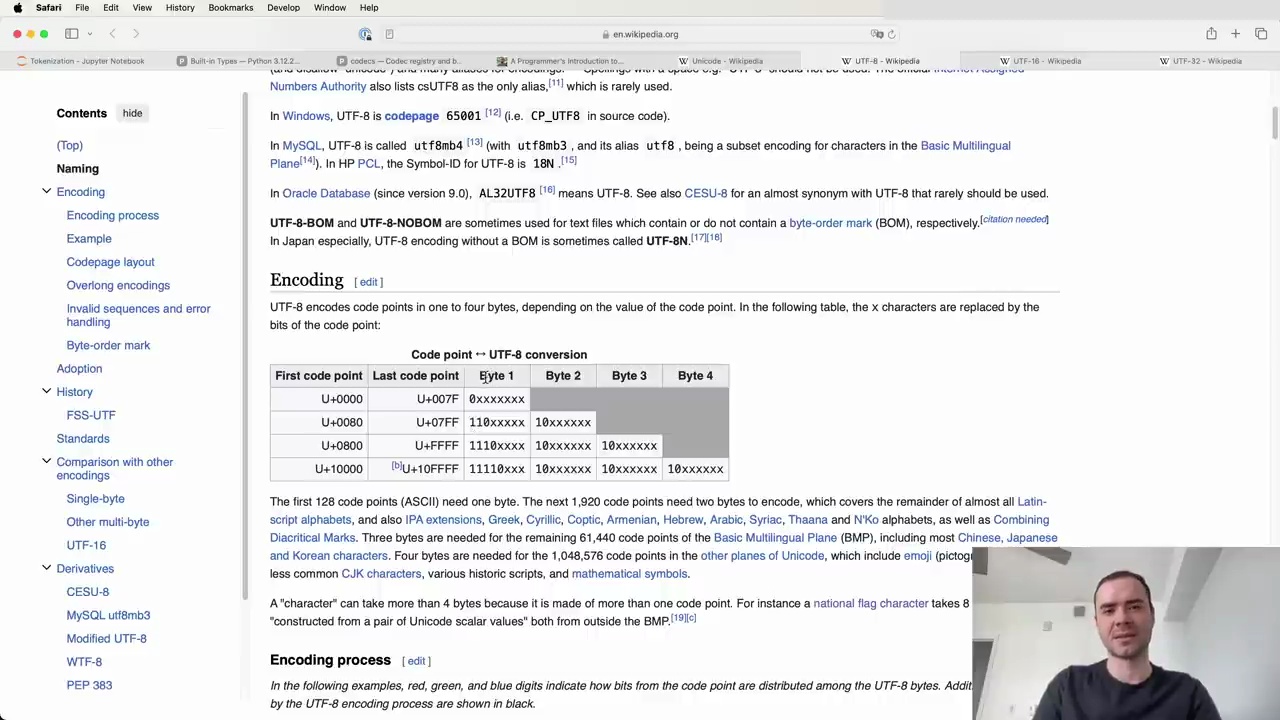 Safari File Edit View History Bookmarks Develop Window Help
en.wikipedia.org
Tokenization - Jupyter Notebook
Built-in Types — Python 3.12.2...
codecs — Codec registry and b...
A Programmer's Introduction to...
Unicode - Wikipedia
UTF-8 - Wikipedia
UTF-16 - Wikipedia
UTF-32 - Wikipedia
Contents hide
(Top)
Naming
Encoding
Encoding process
Example
Codepage layout
Overlong encodings
Invalid sequences and error
handling
Byte-order mark
Adoption
History
FSS-UTF
Standards
Comparison with other
encodings
Single-byte
Other multi-byte
UTF-16
Derivatives
CESU-8
MySQL utf8mb3
Modified UTF-8
WTF-8
PEP 383
Numbers Authority also lists csUTF8 as the only alias,[11] which is rarely used.
In Windows, UTF-8 is codepage 65001 [12] (i.e. CP_UTF8 in source code).
In MySQL, UTF-8 is called utf8mb4 [13] (with utf8mb3 , and its alias utf8 , being a subset encoding for characters in the Basic Multilingual
Plane[14]). In HP PCL, the Symbol-ID for UTF-8 is 18N .[15]
In Oracle Database (since version 9.0), AL32UTF8 [16] means UTF-8. See also CESU-8 for an almost synonym with UTF-8 that rarely should be used.
UTF-8-BOM and UTF-8-NOBOM are sometimes used for text files which contain or do not contain a byte-order mark (BOM), respectively.[citation needed]
In Japan especially, UTF-8 encoding without a BOM is sometimes called UTF-8N.[17][18]
Encoding [ edit ]
UTF-8 encodes code points in one to four bytes, depending on the value of the code point. In the following table, the x characters are replaced by the
bits of the code point:
Code point ↔ UTF-8 conversion
First code point Last code point Byte 1 Byte 2 Byte 3 Byte 4
U+0000 U+007F 0xxxxxxx
U+0080 U+07FF 110xxxxx 10xxxxxx
U+0800 U+FFFF 1110xxxx 10xxxxxx 10xxxxxx
U+10000 [b]U+10FFFF 11110xxx 10xxxxxx 10xxxxxx 10xxxxxx
The first 128 code points (ASCII) need one byte. The next 1,920 code points need two bytes to encode, which covers the remainder of almost all Latin-
script alphabets, and also IPA extensions, Greek, Cyrillic, Coptic, Armenian, Hebrew, Arabic, Syriac, Thaana and N'Ko alphabets, as well as Combining
Diacritical Marks. Three bytes are needed for the remaining 61,440 code points of the Basic Multilingual Plane (BMP), including most Chinese, Japanese
and Korean characters. Four bytes are needed for the 1,048,576 code points in the other planes of Unicode, which include emoji (pictog
less common CJK characters, various historic scripts, and mathematical symbols.
A "character" can take more than 4 bytes because it is made of more than one code point. For instance a national flag character takes 8
"constructed from a pair of Unicode scalar values" both from outside the BMP.[19][c]
Encoding process [ edit ]
In the following examples, red, green, and blue digits indicate how bits from the code point are distributed among the UTF-8 bytes. Addit
by the UTF-8 encoding process are shown in black.